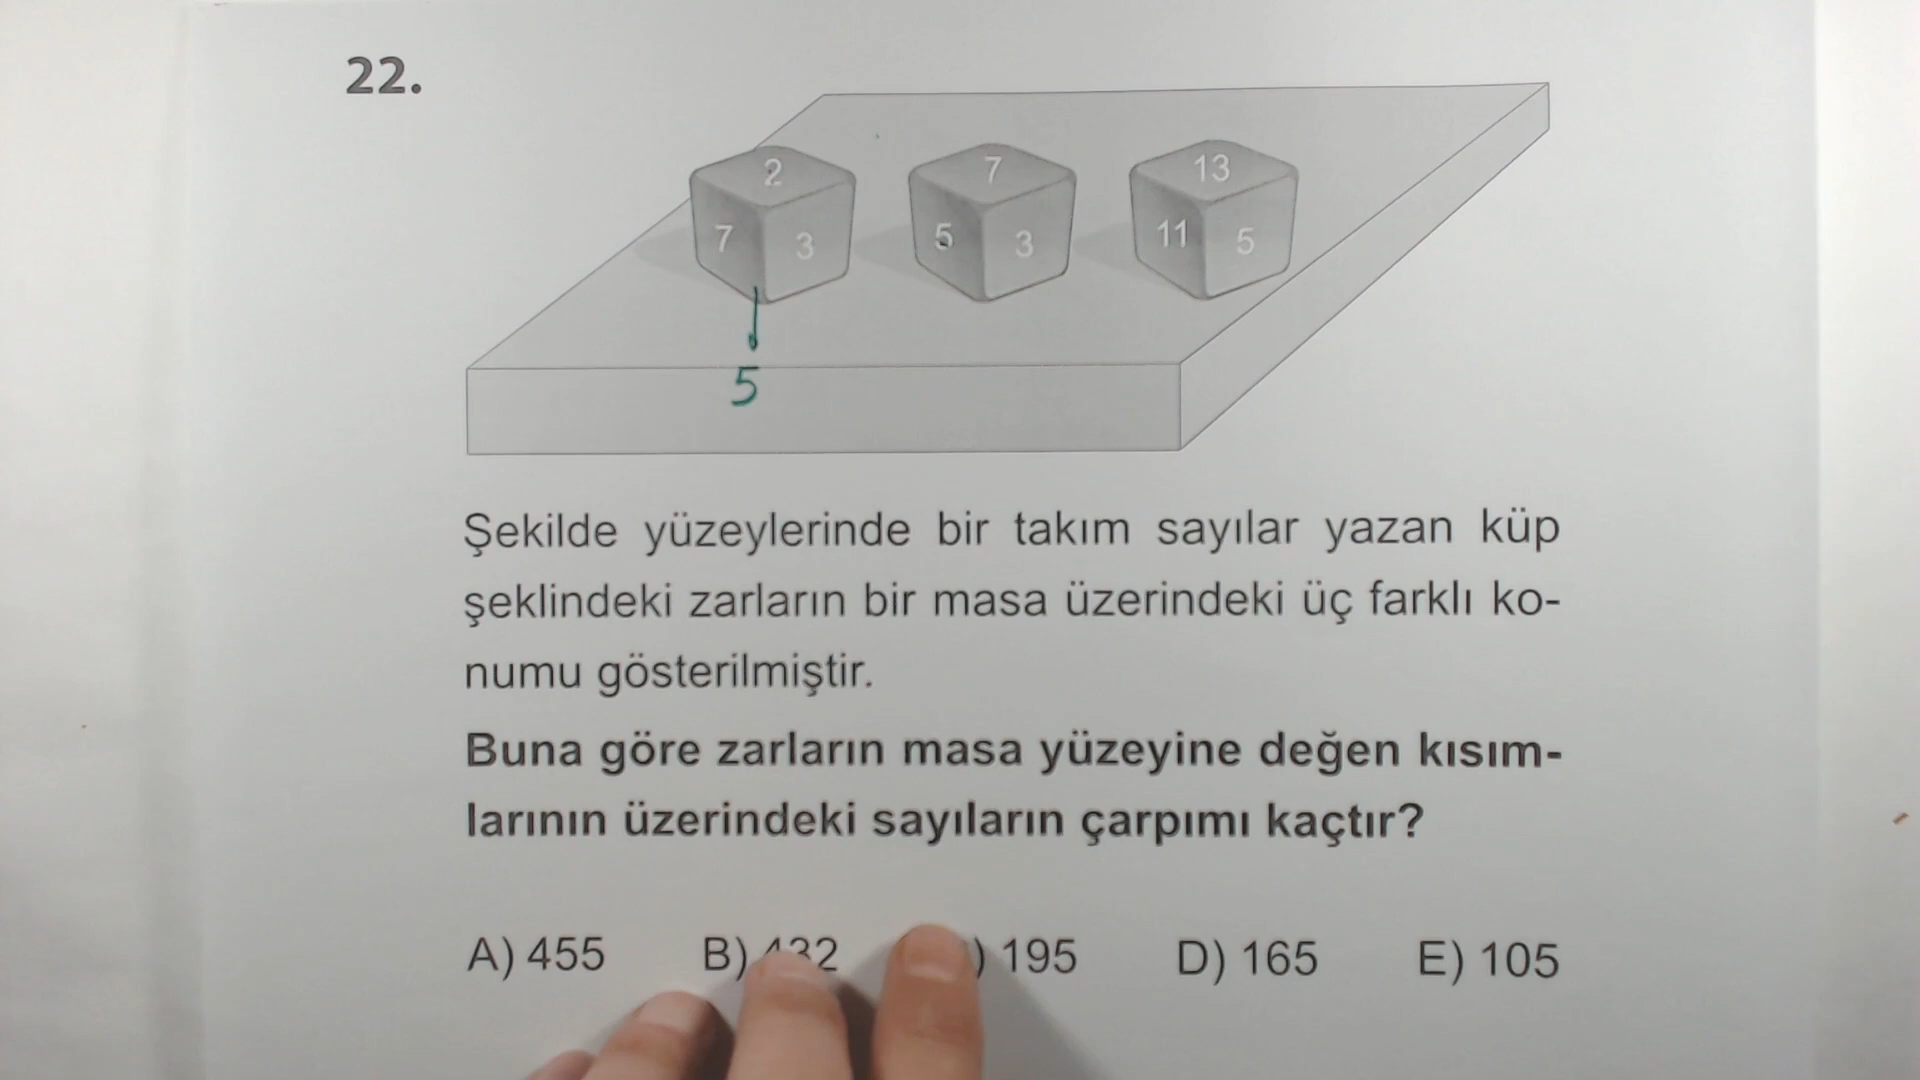 22.
2 7 13
7 3 5 3 11 5
5
Şekilde yüzeylerinde bir takım sayılar yazan küp
şeklindeki zarların bir masa üzerindeki üç farklı ko-
numu gösterilmiştir.
Buna göre zarların masa yüzeyine değen kısım-
larının üzerindeki sayıların çarpımı kaçtır?
A) 455 B) 432 ) 195 D) 165 E) 105